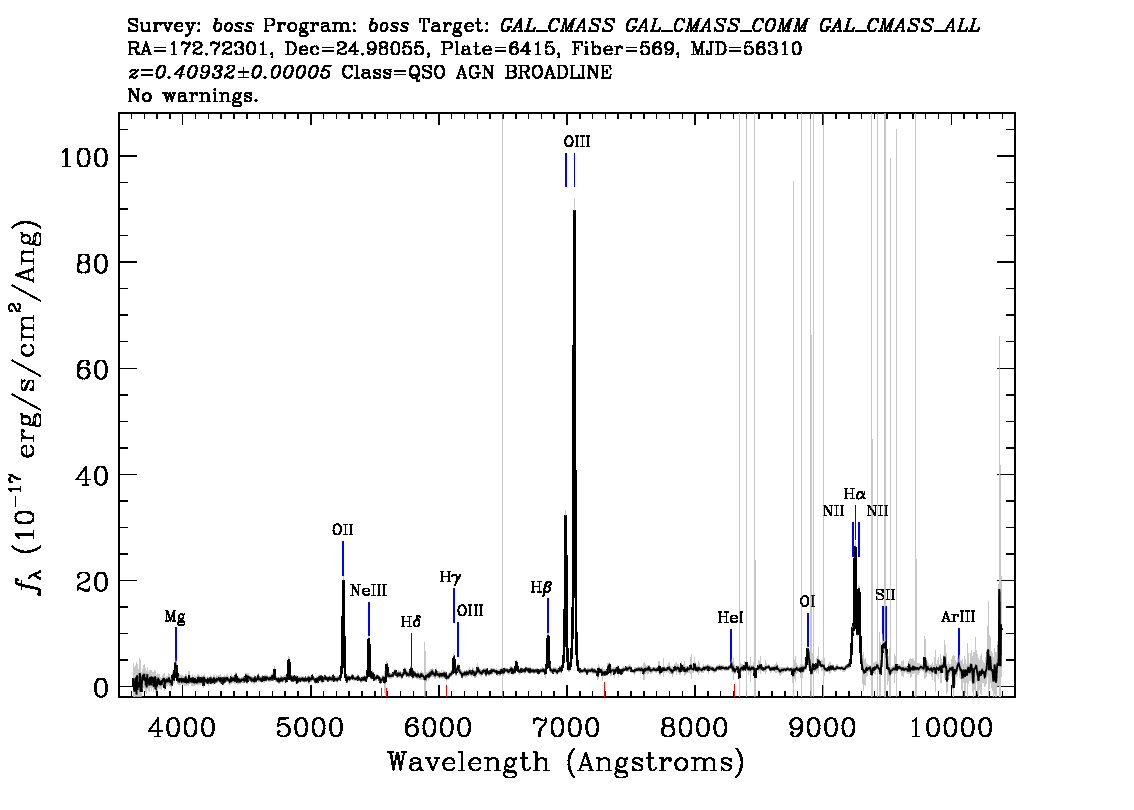 Survey: boss Program: boss Target: GAL_CMASS GAL_CMASS_COMM GAL_CMASS_ALL
RA=172.72301, Dec=24.98055, Plate=6415, Fiber=569, MJD=56310
z=0.40932±0.00005 Class=QSO AGN BROADLINE
No warnings.
100
80
60
40
20
0
fλ (10⁻¹⁷ erg/s/cm²/Ang)
OIII
Hα
NII NII
OII
Hγ
Hβ
NeIII
OIII
Mg
Hδ
HeI
OI
SII
ArIII
4000 5000 6000 7000 8000 9000 10000
Wavelength (Angstroms)